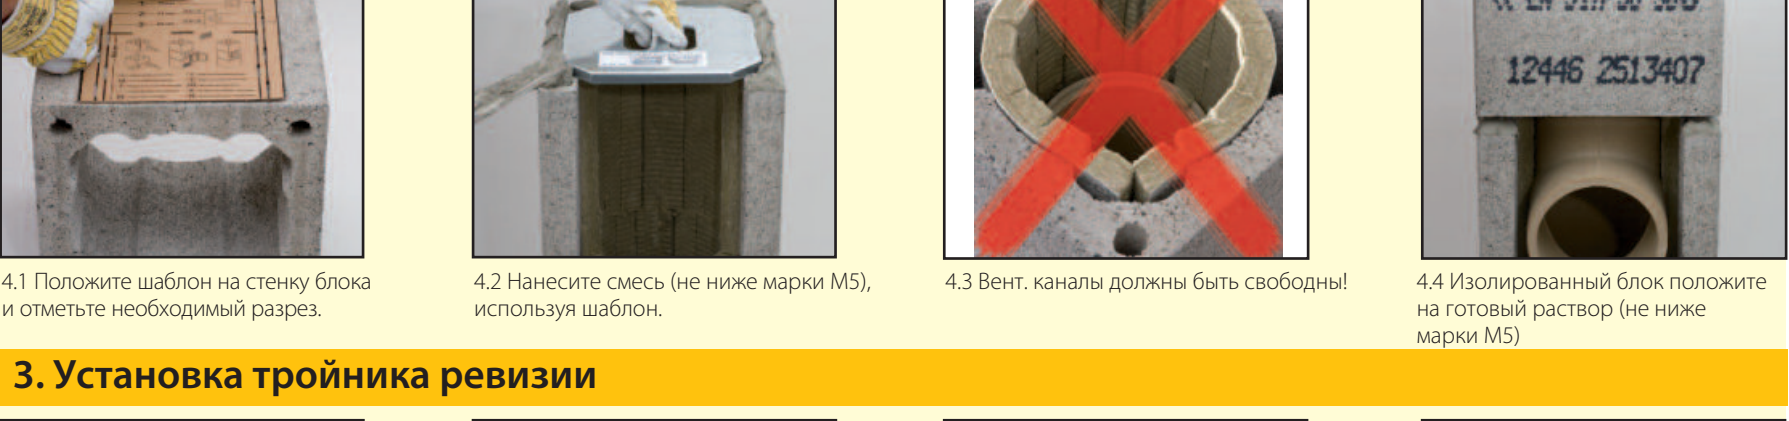 12446 2513407
4.1 Положите шаблон на стенку блока
и отметьте необходимый разрез.
4.2 Нанесите смесь (не ниже марки М5),
используя шаблон.
4.3 Вент. каналы должны быть свободны!
4.4 Изолированный блок положите
на готовый раствор (не ниже
марки М5)
3. Установка тройника ревизии